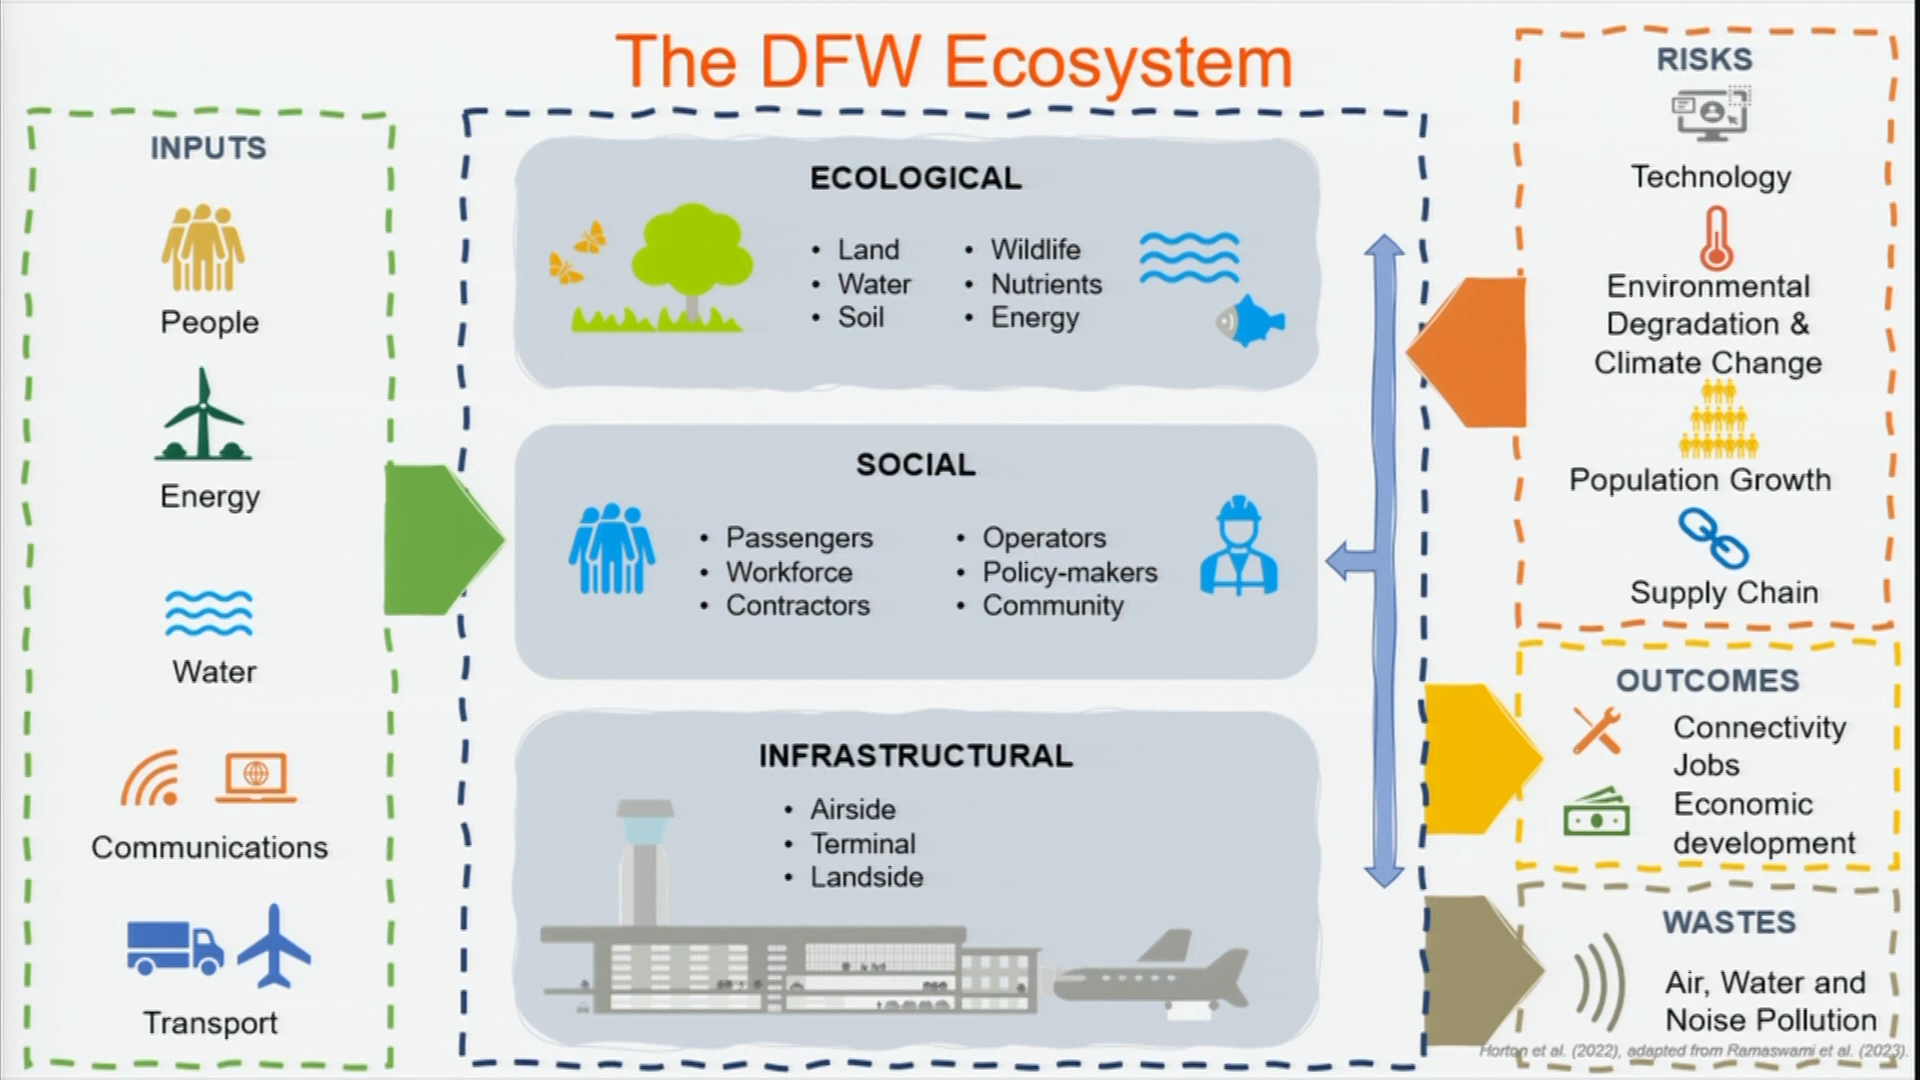 The DFW Ecosystem
INPUTS
People
Energy
Water
Communications
Transport
ECOLOGICAL
• Land
• Water
• Soil
• Wildlife
• Nutrients
• Energy
SOCIAL
• Passengers
• Workforce
• Contractors
• Operators
• Policy-makers
• Community
INFRASTRUCTURAL
• Airside
• Terminal
• Landside
RISKS
Technology
Environmental
Degradation &
Climate Change
Population Growth
Supply Chain
OUTCOMES
Connectivity
Jobs
Economic
development
WASTES
Air, Water and
Noise Pollution
Horton et al. (2022), adapted from Ramaswami et al. (2023).